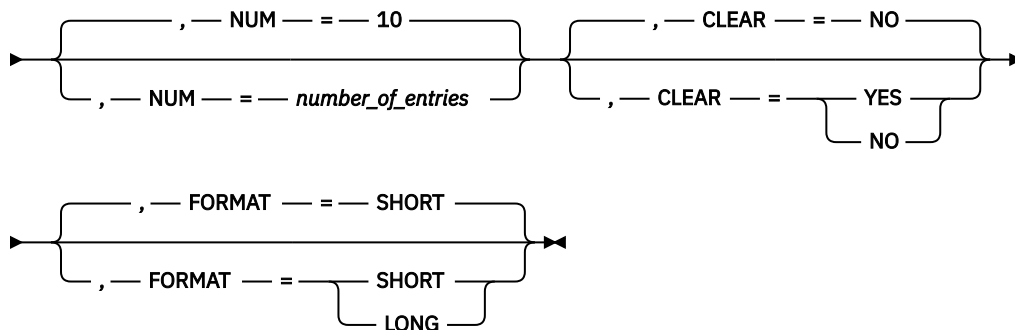 , NUM = 10 , CLEAR = NO
, NUM = number_of_entries , CLEAR = YES
NO
, FORMAT = SHORT
, FORMAT = SHORT
LONG